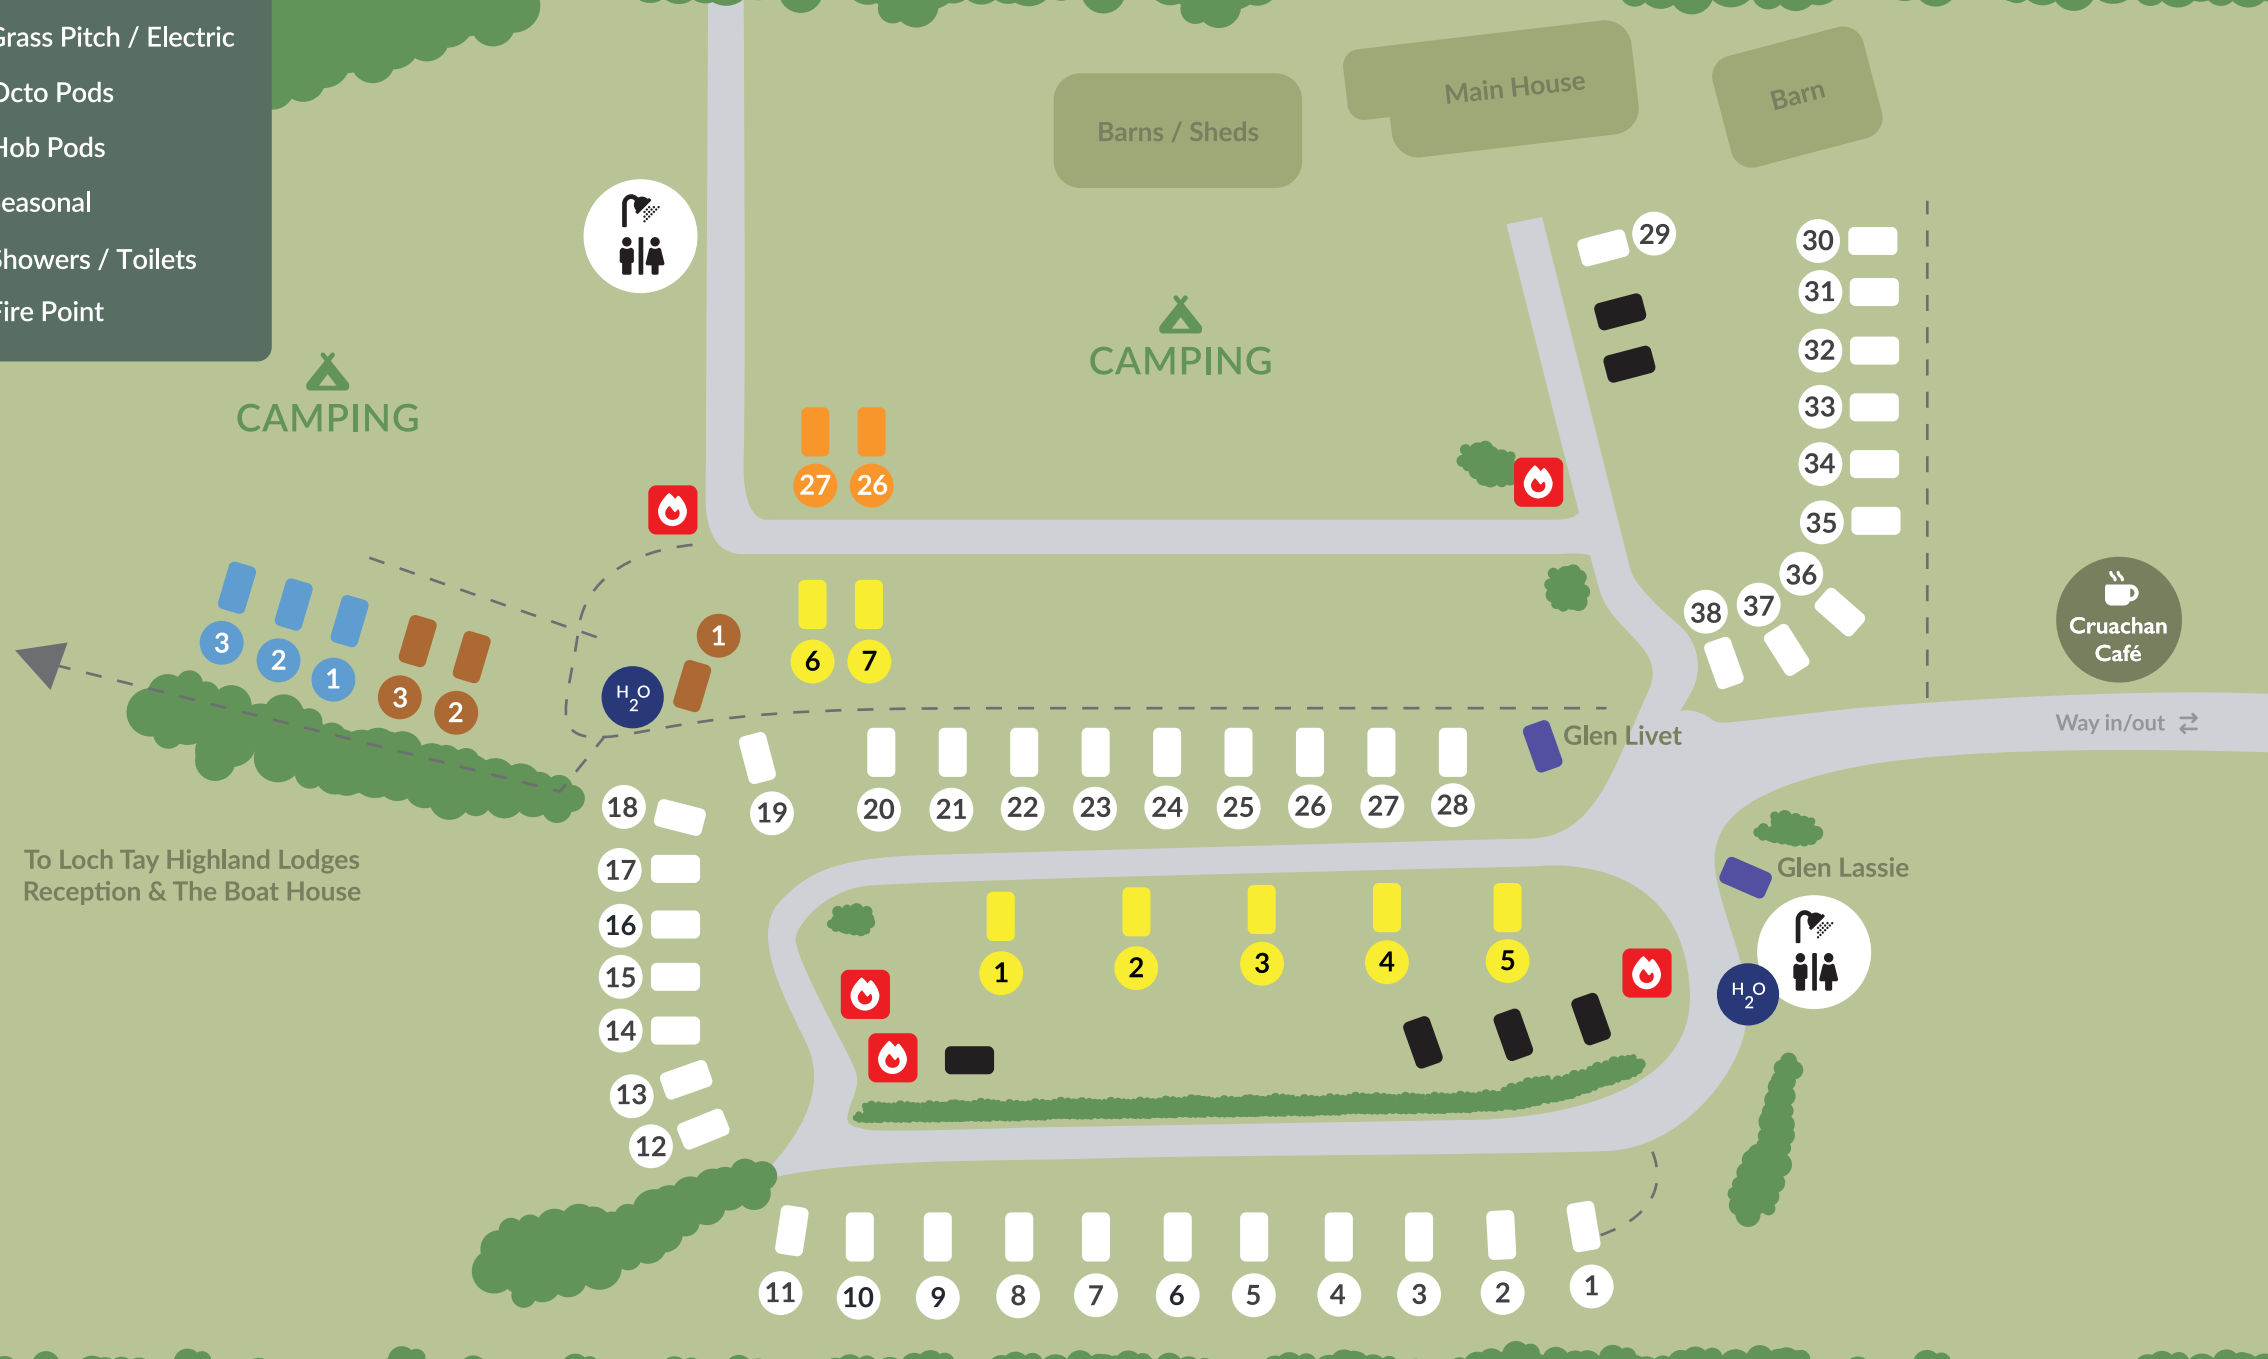 Grass Pitch / Electric
Octo Pods
Hob Pods
Seasonal
Showers / Toilets
Fire Point
Barns / Sheds
Main House
Barn
29
30
31
32
33
34
35
36
37
38
CAMPING
CAMPING
27
26
6
7
3
2
1
3
2
1
H2O
Cruachan
Café
Way in/out
Glen Livet
19
20
21
22
23
24
25
26
27
28
18
17
16
15
14
13
12
To Loch Tay Highland Lodges
Reception & The Boat House
Glen Lassie
1
2
3
4
5
H2O
11
10
9
8
7
6
5
4
3
2
1